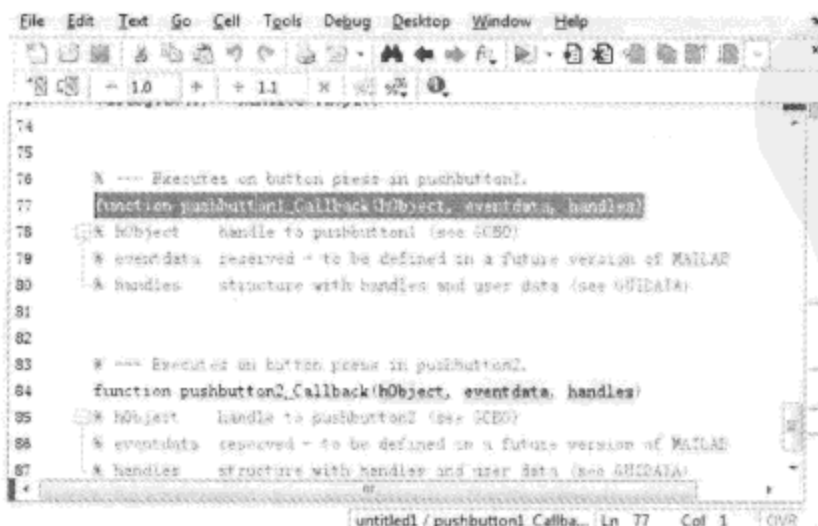 File Edit Text Go Cell Tools Debug Desktop Window Help
1.0 + ÷ 1.1 ×
74
75
76 % --- Executes on button press in pushbutton1.
77 function pushbutton1_Callback(hObject, eventdata, handles)
78 % hObject handle to pushbutton1 (see GCBO)
79 % eventdata reserved - to be defined in a future version of MATLAB
80 % handles structure with handles and user data (see GUIDATA)
81
82
83 % --- Executes on button press in pushbutton2.
84 function pushbutton2_Callback(hObject, eventdata, handles)
85 % hObject handle to pushbutton2 (see GCBO)
86 % eventdata reserved - to be defined in a future version of MATLAB
87 % handles structure with handles and user data (see GUIDATA)
untitled1 / pushbutton1_Callba... Ln 77 Col 1 OVR